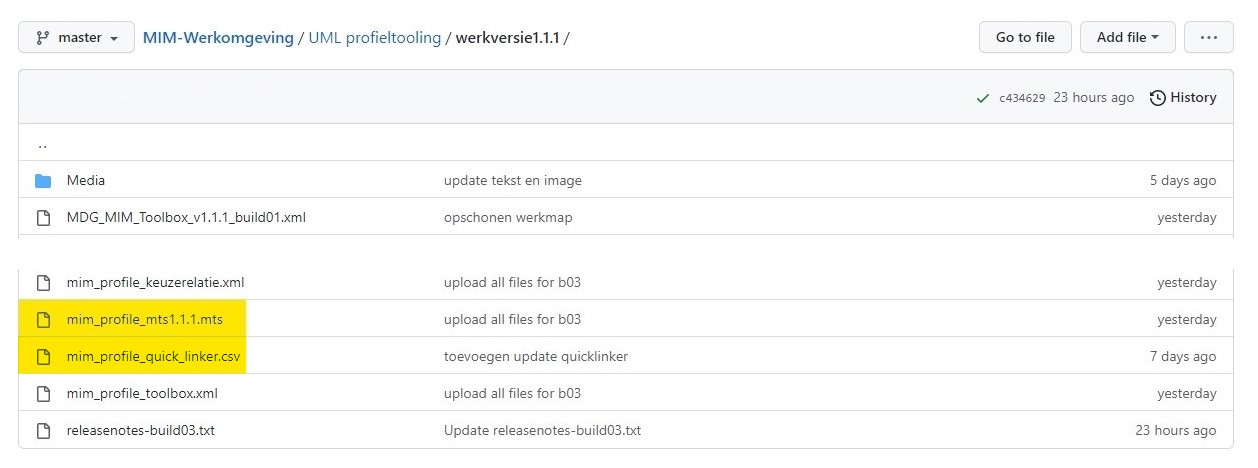 master MIM-Werkomgeving / UML profieltooling / werkversie1.1.1 / Go to file Add file ...
c434629 23 hours ago History
..
Media update tekst en image 5 days ago
MDG_MIM_Toolbox_v1.1.1_build01.xml opschonen werkmap yesterday
mim_profile_keuzerelatie.xml upload all files for b03 yesterday
mim_profile_mts1.1.1.mts upload all files for b03 yesterday
mim_profile_quick_linker.csv toevoegen update quicklinker 7 days ago
mim_profile_toolbox.xml upload all files for b03 yesterday
releasenotes-build03.txt Update releasenotes-build03.txt 23 hours ago